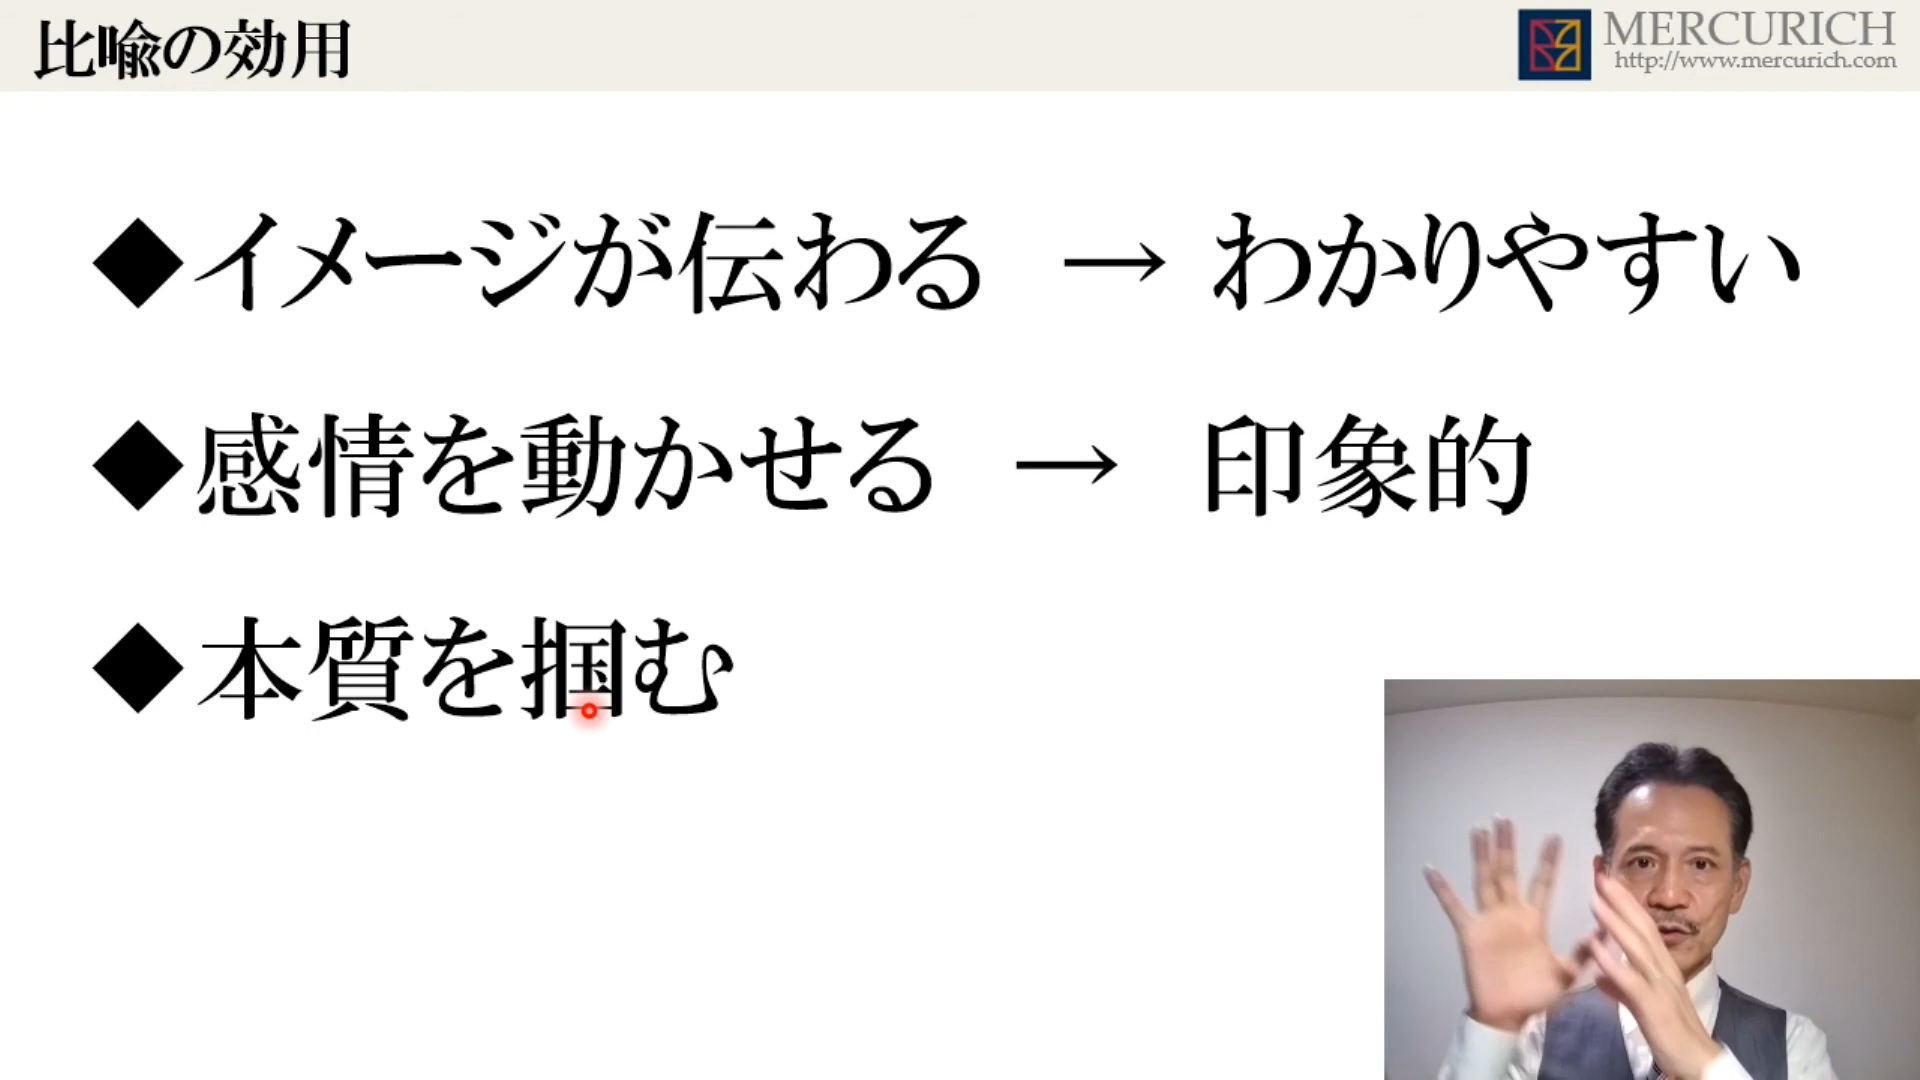 比喩の効用
MERCURICH
http://www.mercurich.com
◆イメージが伝わる → わかりやすい
◆感情を動かせる → 印象的
◆本質を掴む